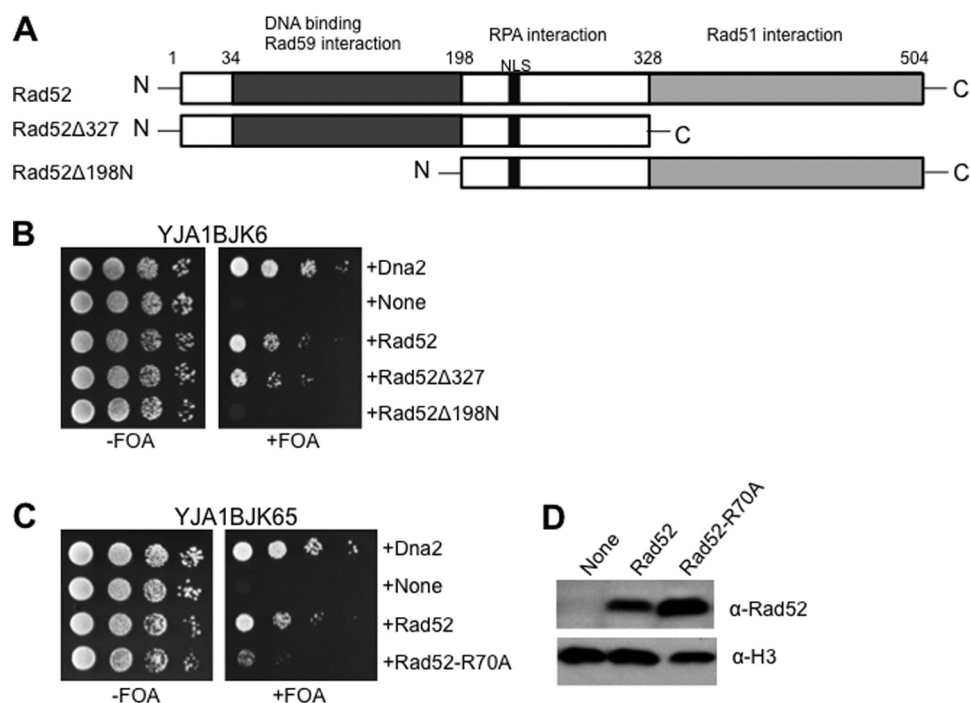 A
DNA binding
Rad59 interaction
RPA interaction
Rad51 interaction
1 34 198 NLS 328 504
Rad52 N C
Rad52Δ327 N C
Rad52Δ198N N C
B
YJA1BJK6
+Dna2
+None
+Rad52
+Rad52Δ327
+Rad52Δ198N
-FOA +FOA
C
YJA1BJK65
+Dna2
+None
+Rad52
+Rad52-R70A
-FOA +FOA
D
None Rad52 Rad52-R70A
α-Rad52
α-H3